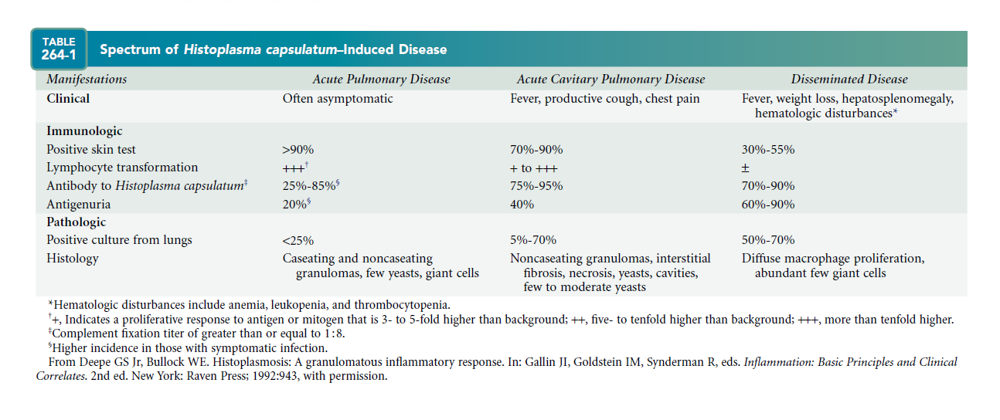 TABLE
264-1
Spectrum of Histoplasma capsulatum–Induced Disease
Manifestations Acute Pulmonary Disease Acute Cavitary Pulmonary Disease Disseminated Disease
Clinical Often asymptomatic Fever, productive cough, chest pain Fever, weight loss, hepatosplenomegaly,
hematologic disturbances*
Immunologic
Positive skin test >90% 70%-90% 30%-55%
Lymphocyte transformation +++† + to +++ ±
Antibody to Histoplasma capsulatum‡ 25%-85%§ 75%-95% 70%-90%
Antigenuria 20%§ 40% 60%-90%
Pathologic
Positive culture from lungs <25% 5%-70% 50%-70%
Histology Caseating and noncaseating Noncaseating granulomas, interstitial Diffuse macrophage proliferation,
granulomas, few yeasts, giant cells fibrosis, necrosis, yeasts, cavities, abundant few giant cells
few to moderate yeasts
*Hematologic disturbances include anemia, leukopenia, and thrombocytopenia.
†+, Indicates a proliferative response to antigen or mitogen that is 3- to 5-fold higher than background; ++, five- to tenfold higher than background; +++, more than tenfold higher.
‡Complement fixation titer of greater than or equal to 1:8.
§Higher incidence in those with symptomatic infection.
From Deepe GS Jr, Bullock WE. Histoplasmosis: A granulomatous inflammatory response. In: Gallin JI, Goldstein IM, Synderman R, eds. Inflammation: Basic Principles and Clinical
Correlates. 2nd ed. New York: Raven Press; 1992:943, with permission.